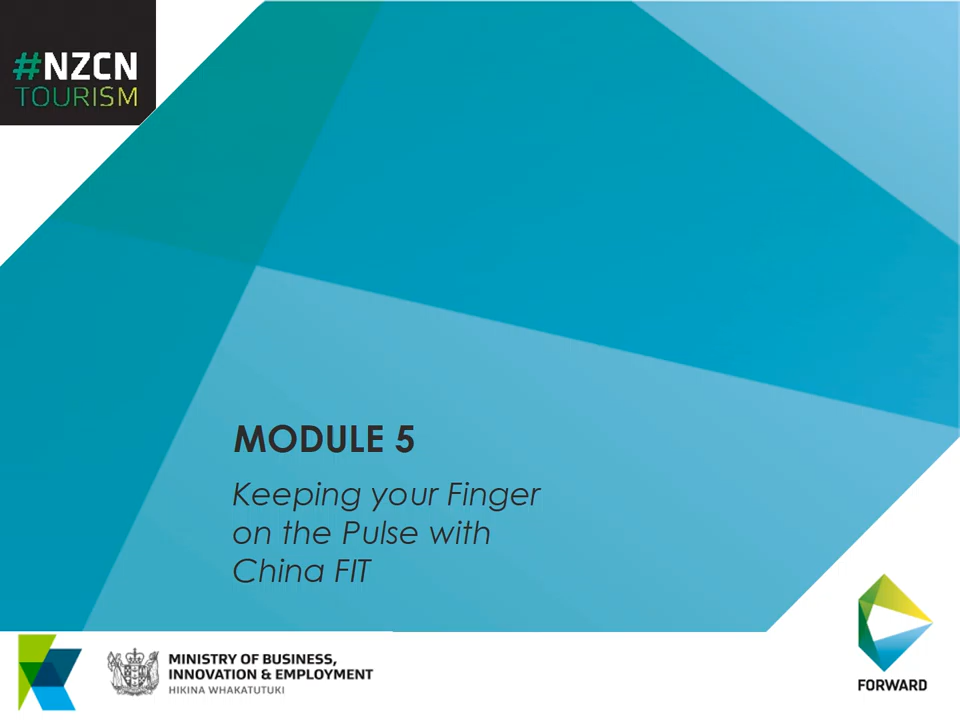 #NZCN
TOURISM
MODULE 5
Keeping your Finger
on the Pulse with
China FIT
MINISTRY OF BUSINESS,
INNOVATION & EMPLOYMENT
HIKINA WHAKATUTUKI
FORWARD